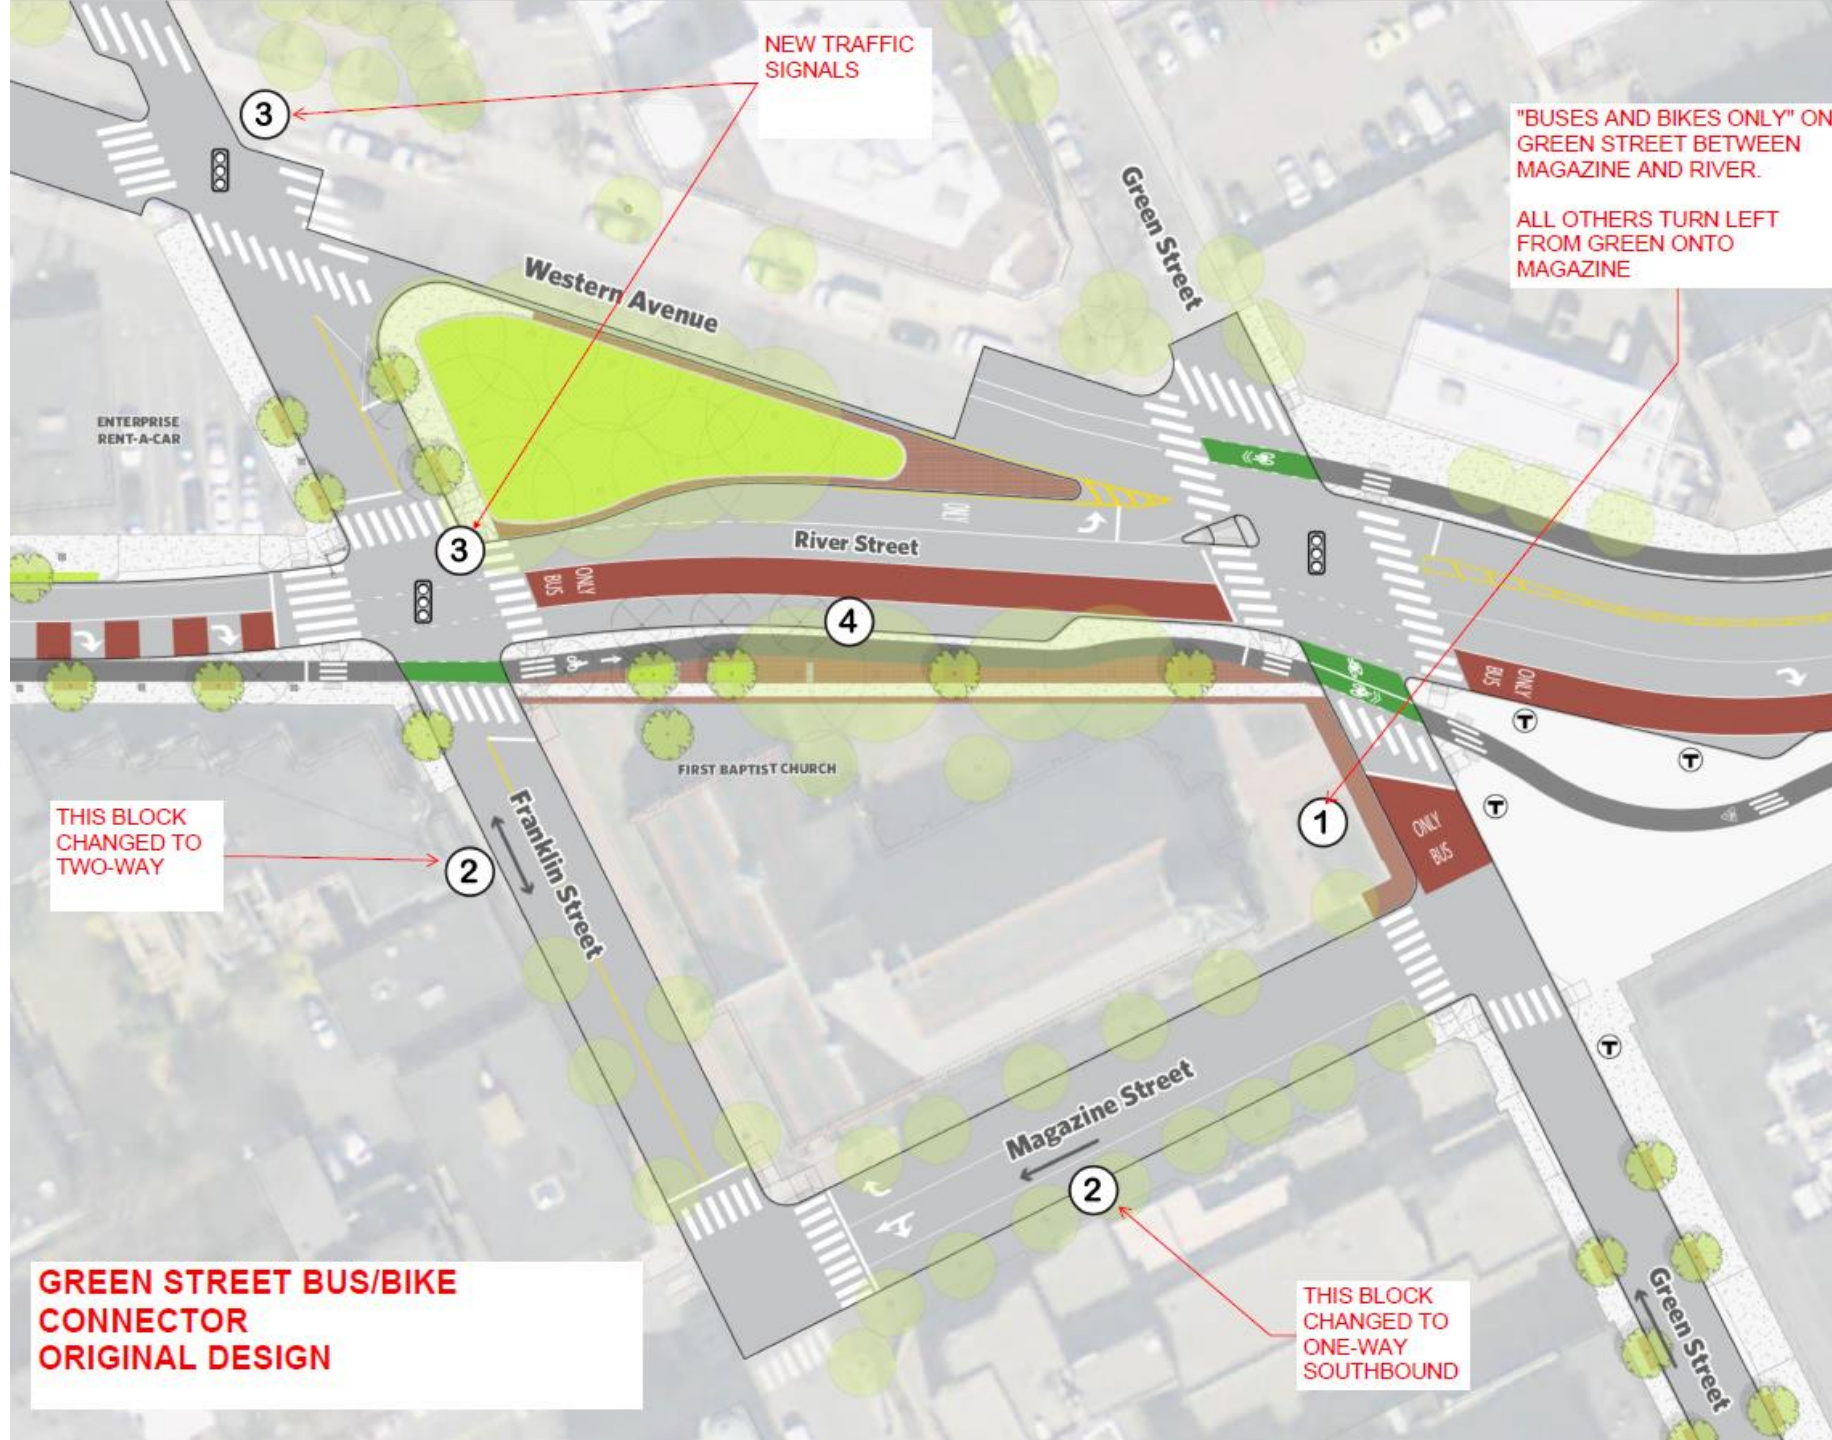 NEW TRAFFIC
SIGNALS
3
"BUSES AND BIKES ONLY" ON
GREEN STREET BETWEEN
MAGAZINE AND RIVER.
ALL OTHERS TURN LEFT
FROM GREEN ONTO
MAGAZINE
Green Street
Western Avenue
ENTERPRISE
RENT-A-CAR
ONLY
3
River Street
ONLY
BUS
4
ONLY
BUS
T
T
T
FIRST BAPTIST CHURCH
1
ONLY
BUS
THIS BLOCK
CHANGED TO
TWO-WAY
2
Franklin Street
T
Magazine Street
2
GREEN STREET BUS/BIKE
CONNECTOR
ORIGINAL DESIGN
THIS BLOCK
CHANGED TO
ONE-WAY
SOUTHBOUND
Green Street